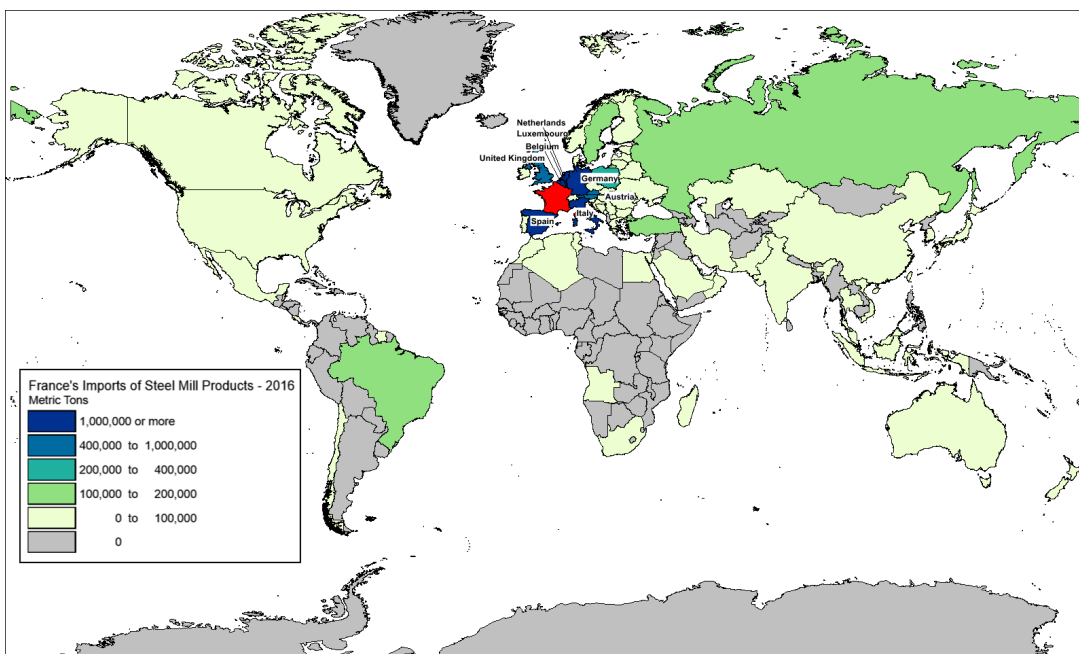 Netherlands
Luxembourg
Belgium
United Kingdom
Germany
Austria
Italy
Spain
France's Imports of Steel Mill Products - 2016
Metric Tons
1,000,000 or more
400,000 to 1,000,000
200,000 to 400,000
100,000 to 200,000
0 to 100,000
0